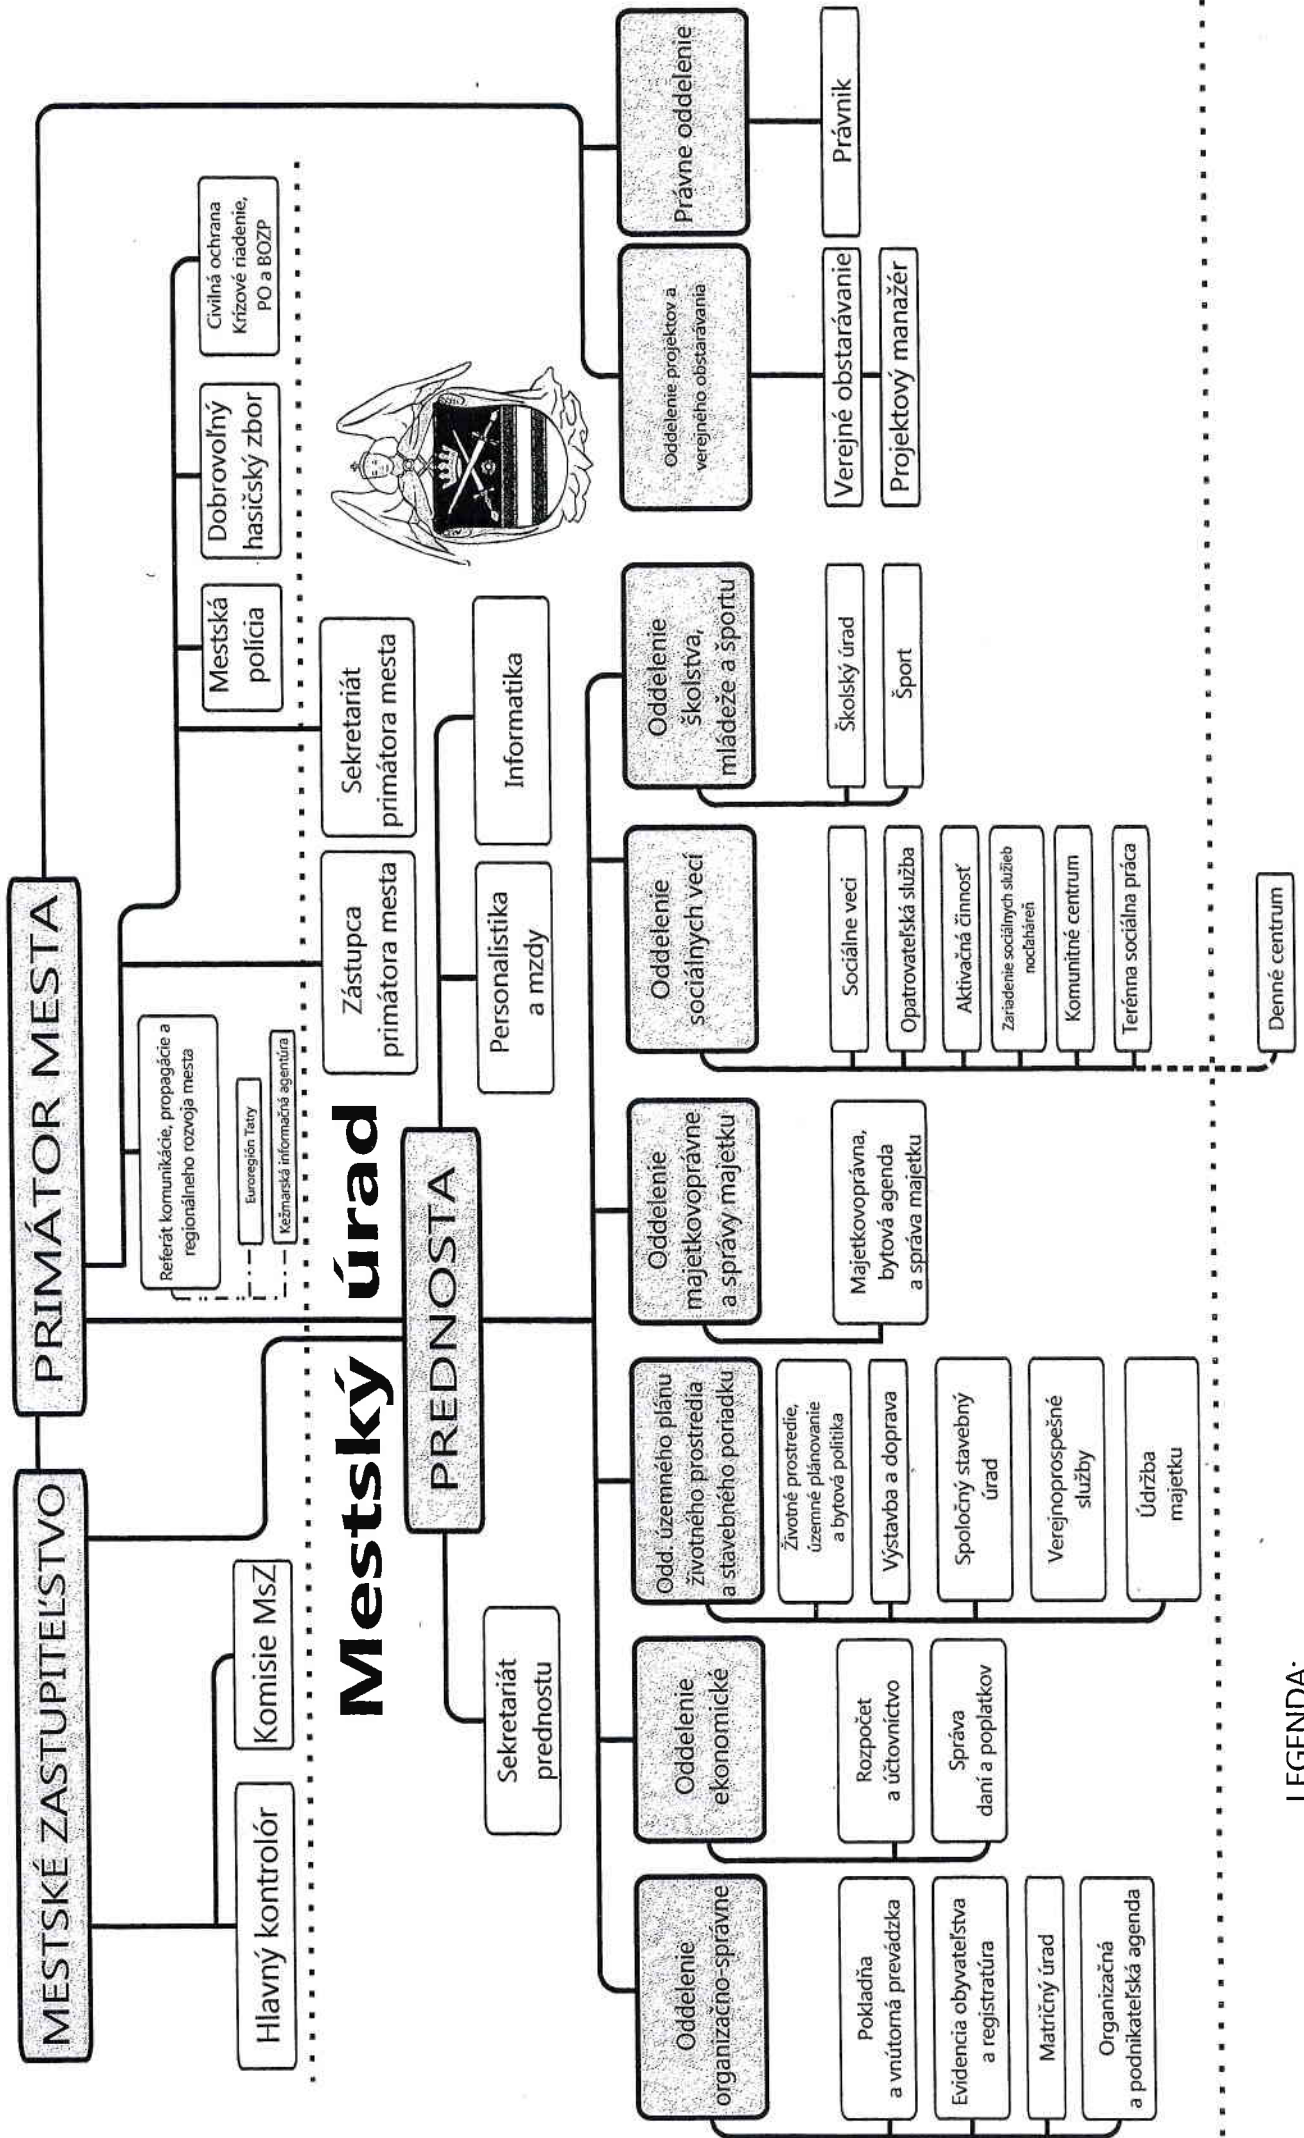 MESTSKÉ ZASTUPITEĽSTVO
PRIMÁTOR MESTA
Hlavný kontrolór
Komisie MsZ
Referát komunikácie, propagácie a
regionálneho rozvoja mesta
Euroregión Tatry
Kežmarská informačná agentúra
Mestská
polícia
Dobrovoľný
hasičský zbor
Civilná ochrana
Krízové riadenie,
PO a BOZP
Mestský úrad
Zástupca
primátora mesta
Sekretariát
primátora mesta
PREDNOSTA
Sekretariát
prednostu
Personalistika
a mzdy
Informatika
Oddelenie
organizačno-správne
Pokladňa
a vnútorná prevádzka
Evidencia obyvateľstva
a registratúra
Matričný úrad
Organizačná
a podnikateľská agenda
Oddelenie
ekonomické
Rozpočet
a účtovníctvo
Správa
daní a poplatkov
Odd. územného plánu
životného prostredia
a stavebného poriadku
Životné prostredie,
územné plánovanie
a bytová politika
Výstavba a doprava
Spoločný stavebný
úrad
Verejnoprospešné
služby
Údržba
majetku
Oddelenie
majetkovoprávne
a správy majetku
Majetkovoprávna,
bytová agenda
a správa majetku
Oddelenie
sociálnych vecí
Sociálne veci
Opatrovateľská služba
Aktivačná činnosť
Zariadenie sociálnych služieb
nocľaháreň
Komunitné centrum
Terénna sociálna práca
Denné centrum
Oddelenie
školstva,
mládeže a športu
Školský úrad
Šport
Oddelenie projektov a
verejného obstarávania
Verejné obstarávanie
Projektový manažér
Právne oddelenie
Právnik
LEGENDA: